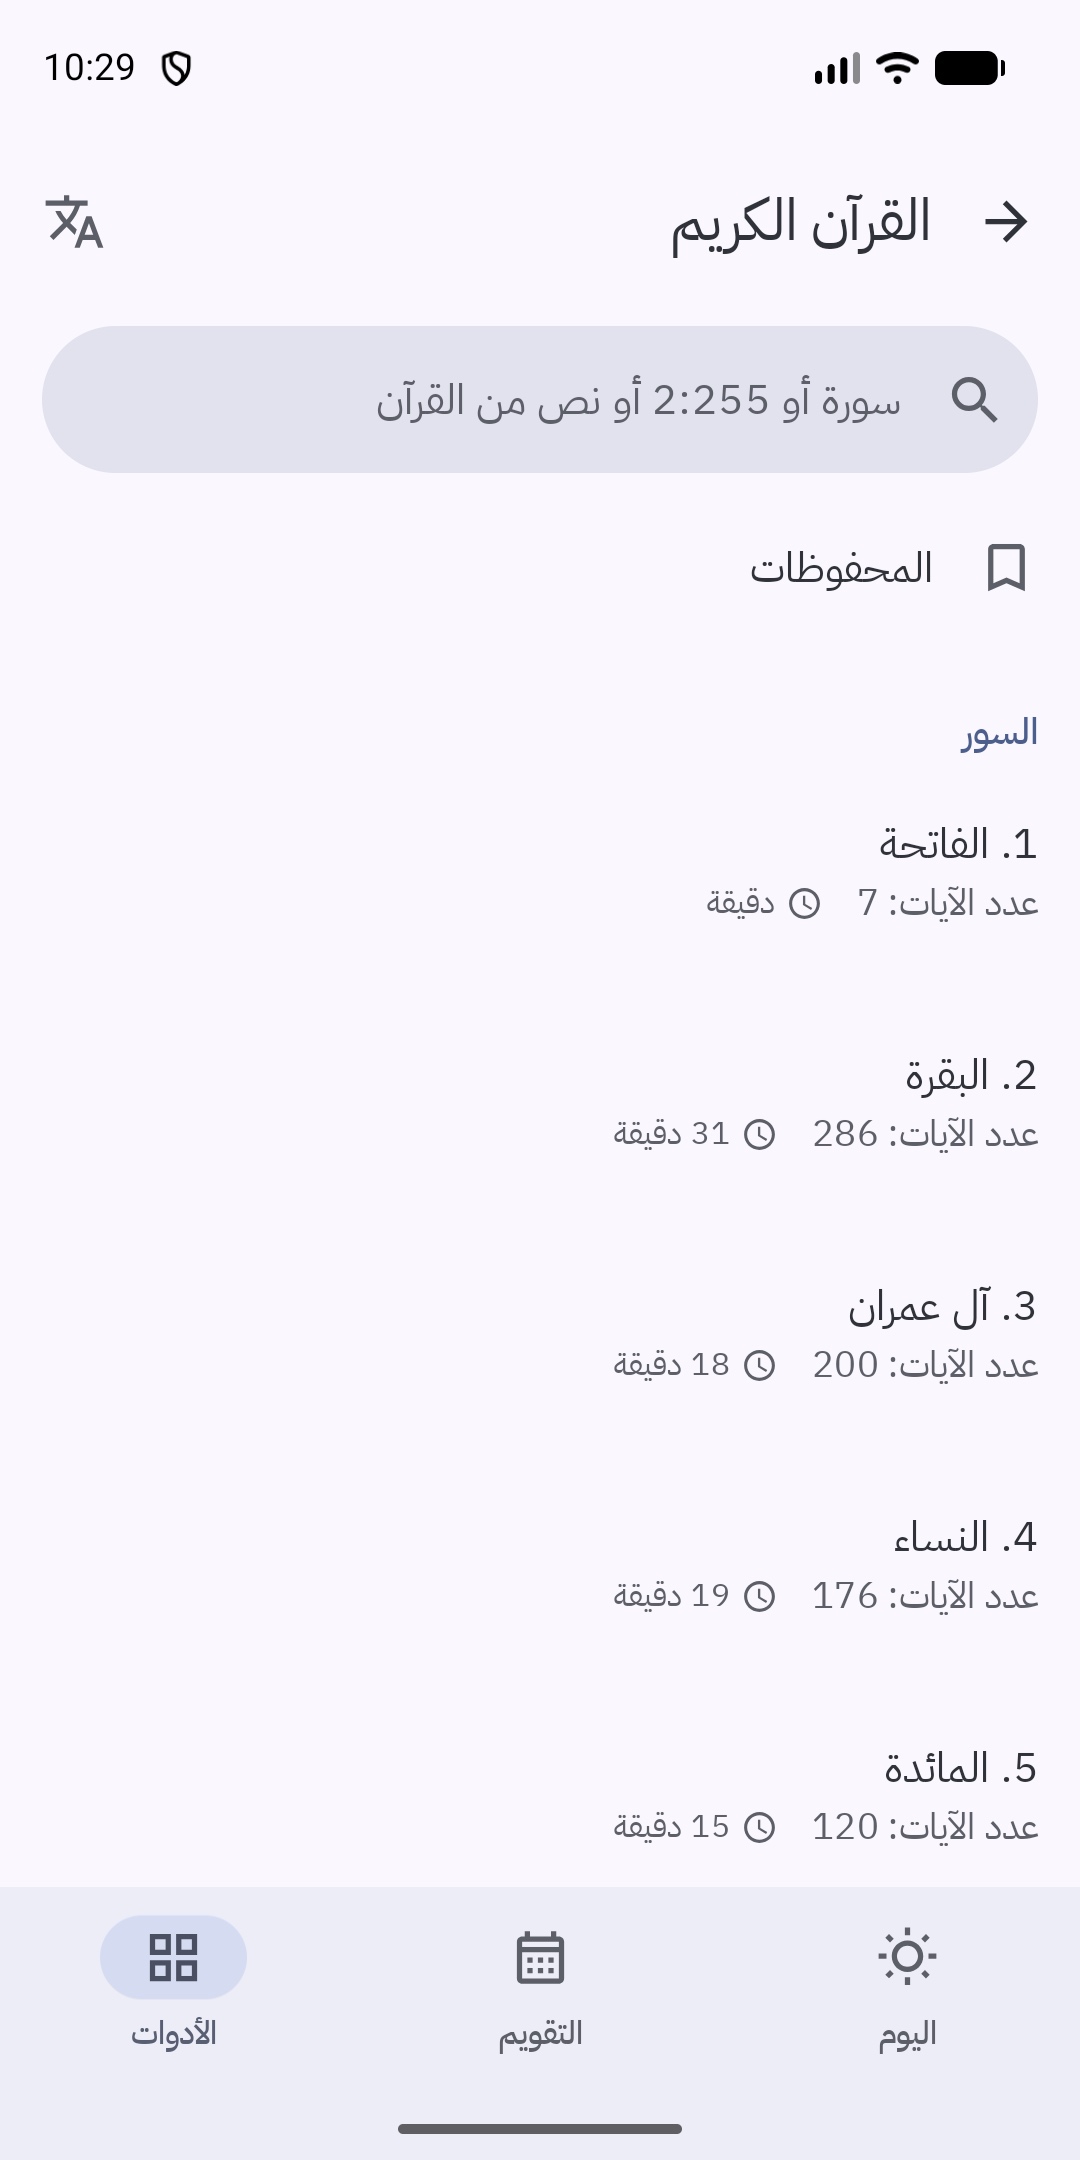 10:29
القرآن الكريم
سورة أو 2:255 أو نص من القرآن
المحفوظات
السور
1. الفاتحة
عدد الآيات: 7 دقيقة
2. البقرة
عدد الآيات: 286 31 دقيقة
3. آل عمران
عدد الآيات: 200 18 دقيقة
4. النساء
عدد الآيات: 176 19 دقيقة
5. المائدة
عدد الآيات: 120 15 دقيقة
اليوم
التقويم
الأدوات